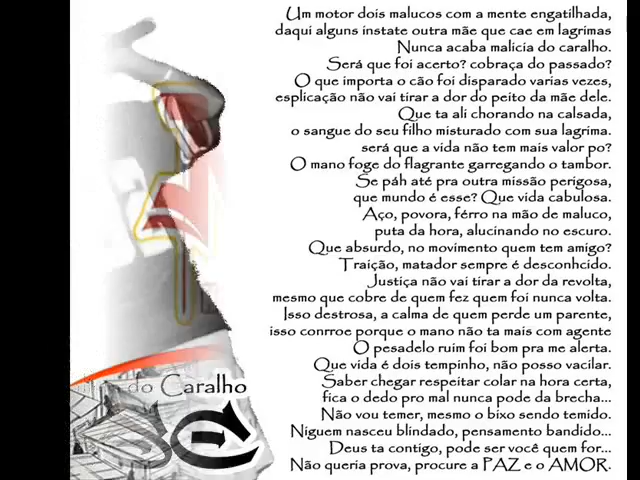 Um motor dois malucos com a mente engatilhada,
daqui alguns instate outra mãe que cae em lagrimas
Nunca acaba malicia do caralho.
Será que foi acerto? cobraça do passado?
O que importa o cão foi disparado varias vezes,
esplicação não vai tirar a dor do peito da mãe dele.
Que ta ali chorando na calsada,
o sangue do seu filho misturado com sua lagrima.
será que a vida não tem mais valor po?
O mano foge do flagrante garregando o tambor.
Se páh até pra outra missão perigosa,
que mundo é esse? Que vida cabulosa.
Aço, povora, férro na mão de maluco,
puta da hora, alucinando no escuro.
Que absurdo, no movimento quem tem amigo?
Traição, matador sempre é desconhcido.
Justiça não vai tirar a dor da revolta,
mesmo que cobre de quem fez quem foi nunca volta.
Isso destrosa, a calma de quem perde um parente,
isso conrroe porque o mano não ta mais com agente
O pesadelo ruim foi bom pra me alerta.
Que vida é dois tempinho, não posso vacilar.
Saber chegar respeitar colar na hora certa,
fica o dedo pro mal nunca pode da brecha...
Não vou temer, mesmo o bixo sendo temido.
Niguem nasceu blindado, pensamento bandido...
Deus ta contigo, pode ser você quem for...
Não queria prova, procure a PAZ e o AMOR.
do Caralho